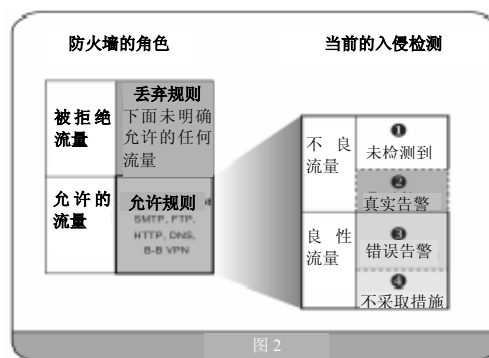 防火墙的角色
当前的入侵检测
被拒绝
流量
丢弃规则
下面未明确
允许的任何
流量
允许的
流量
允许规则
SMTP, FTP,
HTTP, DNS,
B-B VPN
不良
流量
❶
未检测到
❷
真实告警
良性
流量
❸
错误告警
❹
不采取措施
图 2